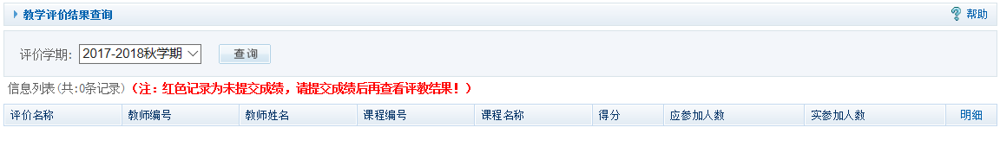 教学评价结果查询 帮助
评价学期: 2017-2018秋学期 查询
信息列表(共:0条记录)(注：红色记录为未提交成绩，请提交成绩后再查看评教结果！)
评价名称 教师编号 教师姓名 课程编号 课程名称 得分 应参加人数 实参加人数 明细